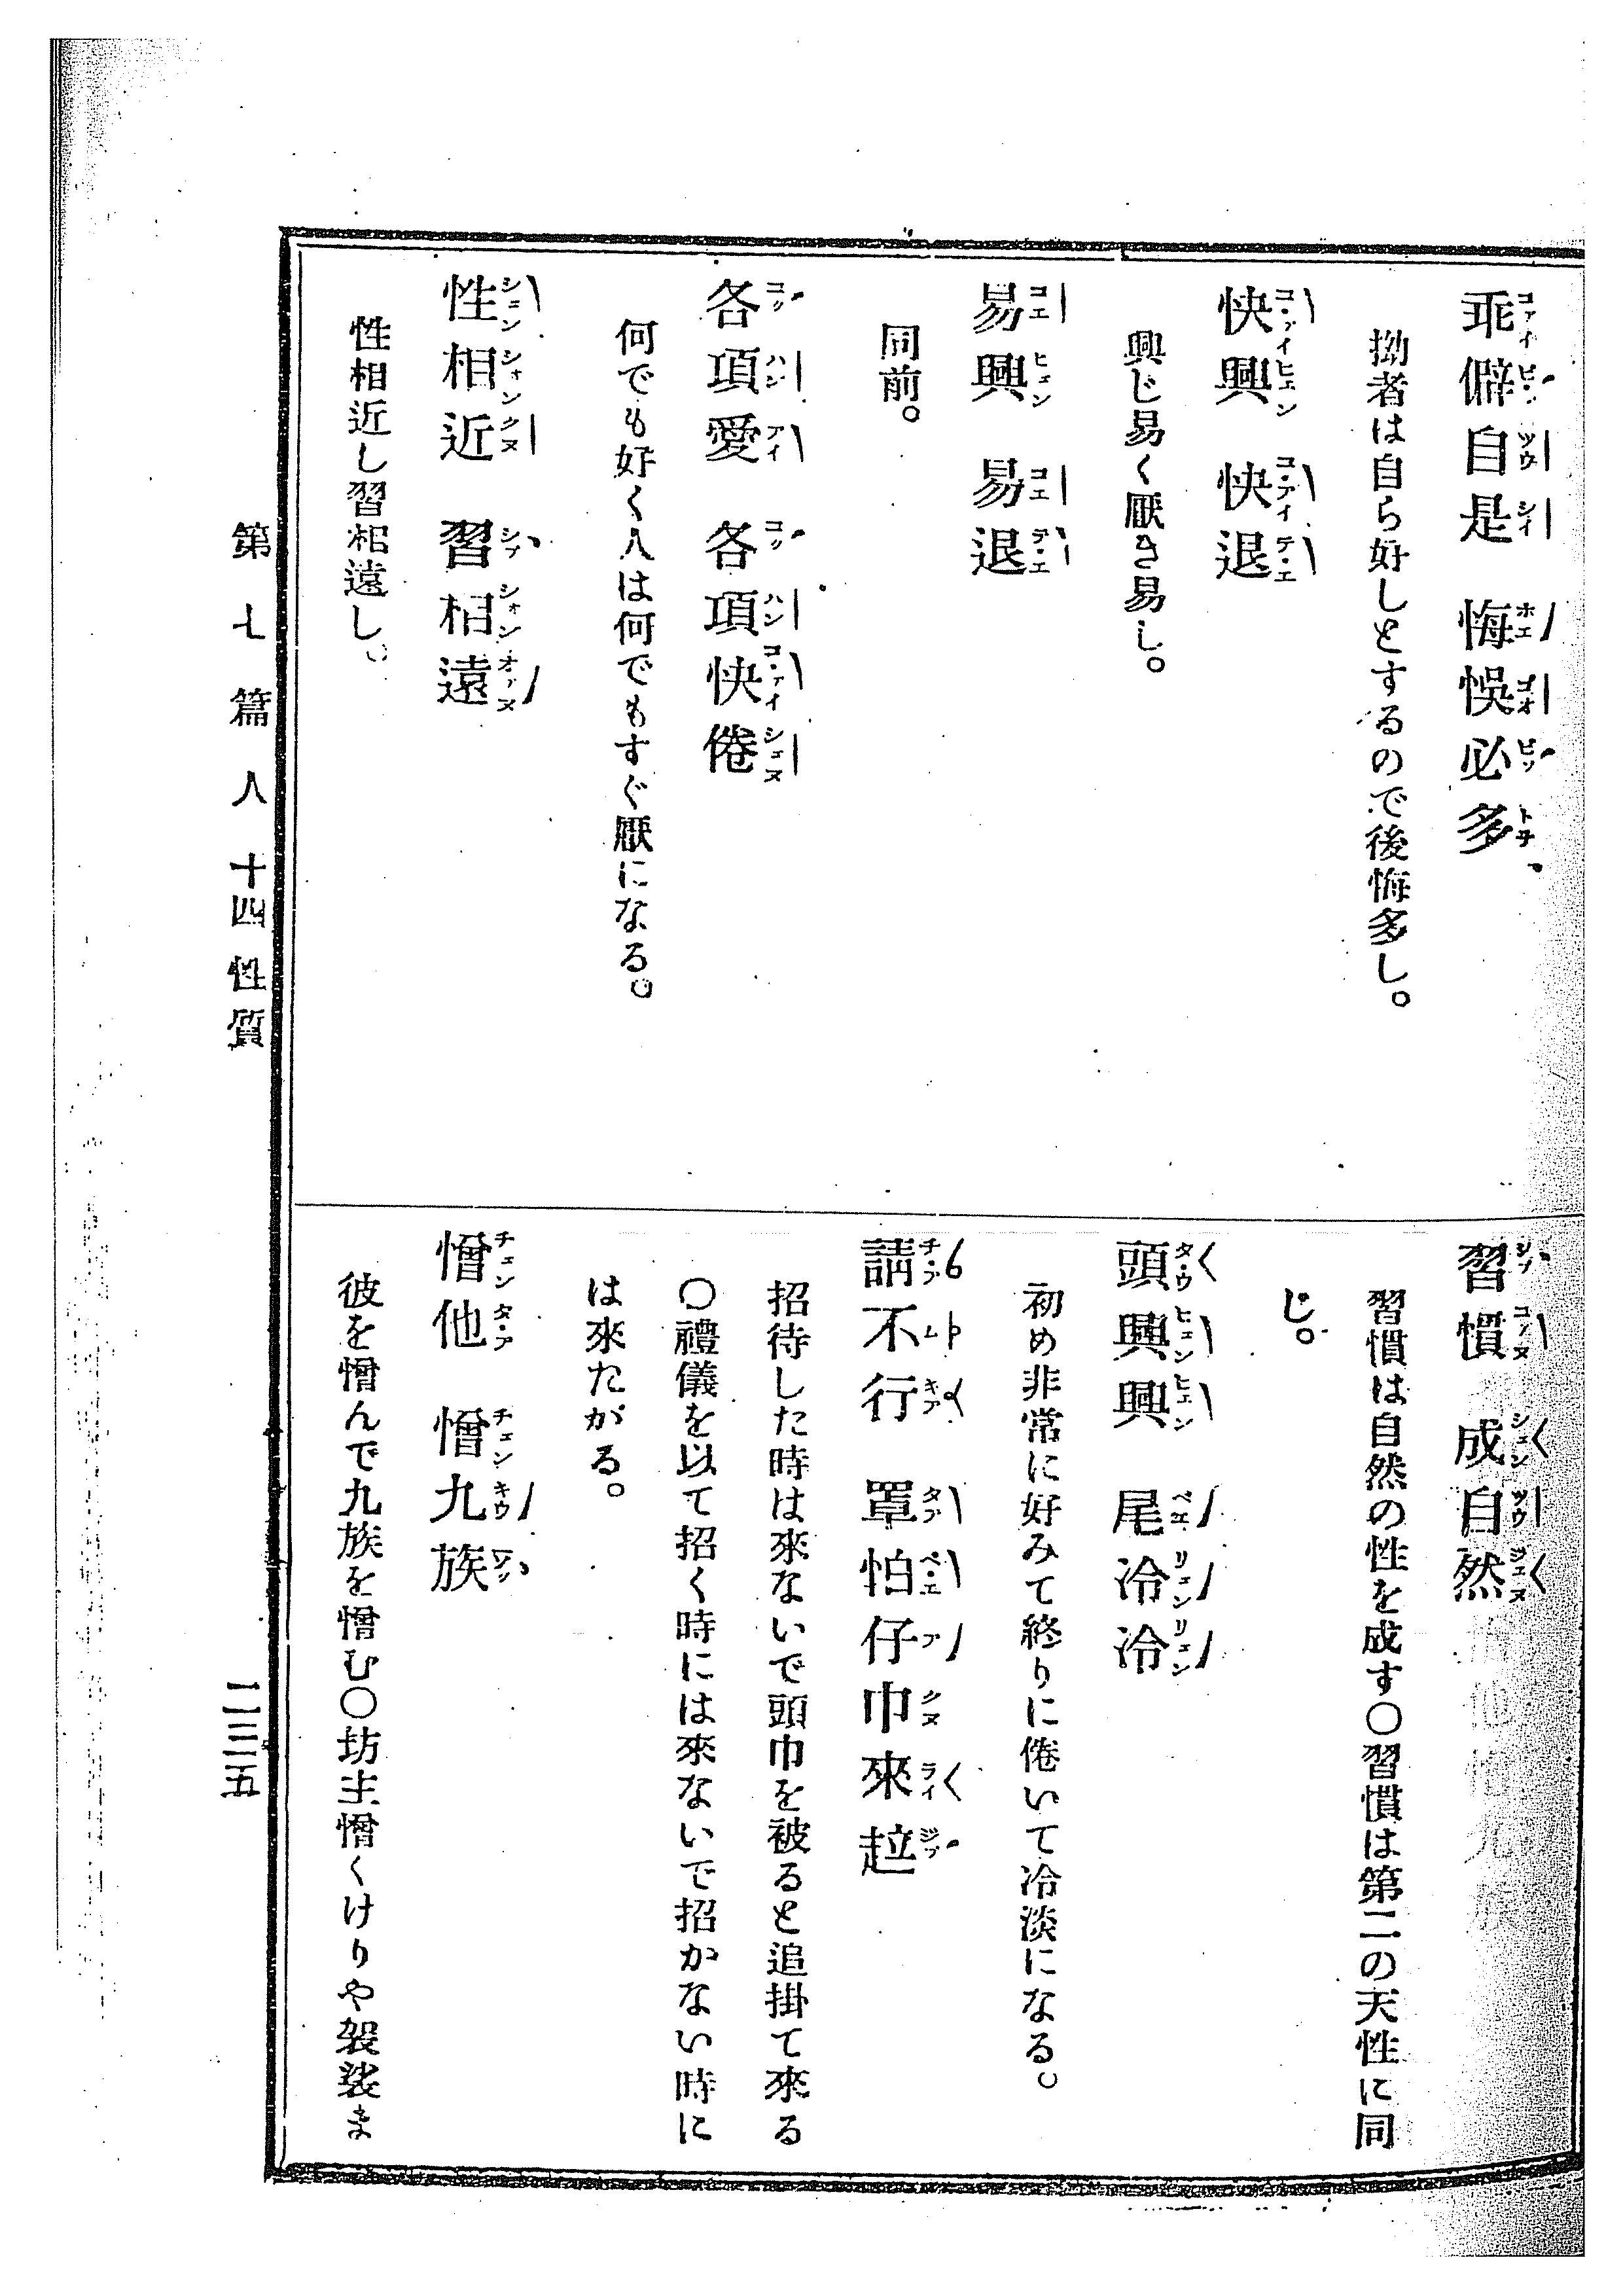 乖僻自是　悔悞必多
拗者は自ら好しとするので後悔多し。
快興　快退
興じ易く厭き易し。
易興　易退
同前。
各項愛　各項快倦
何でも好く人は何でもすぐ厭になる。
性相近　習相遠
性相近し習相遠し。
習慣　成自然
習慣は自然の性を成す〇習慣は第二の天性に同
じ。
頭興興　尾冷冷
初め非常に好みて終りに倦いて冷淡になる。
請不行　罩怕仔巾來
招待した時は來ないで頭巾を被ると追掛て來る
〇禮儀を以て招く時には來ないで招かない時に
は來たがる。
憎他　憎九族
彼を憎んで九族を憎む〇坊主憎くけりや袈裟ま
第七篇　人　十四性質
二三五